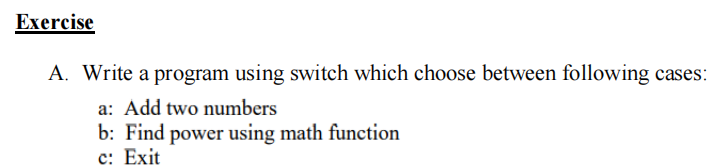 Exercise
A. Write a program using switch which choose between following cases:
a: Add two numbers
b: Find power using math function
c: Exit